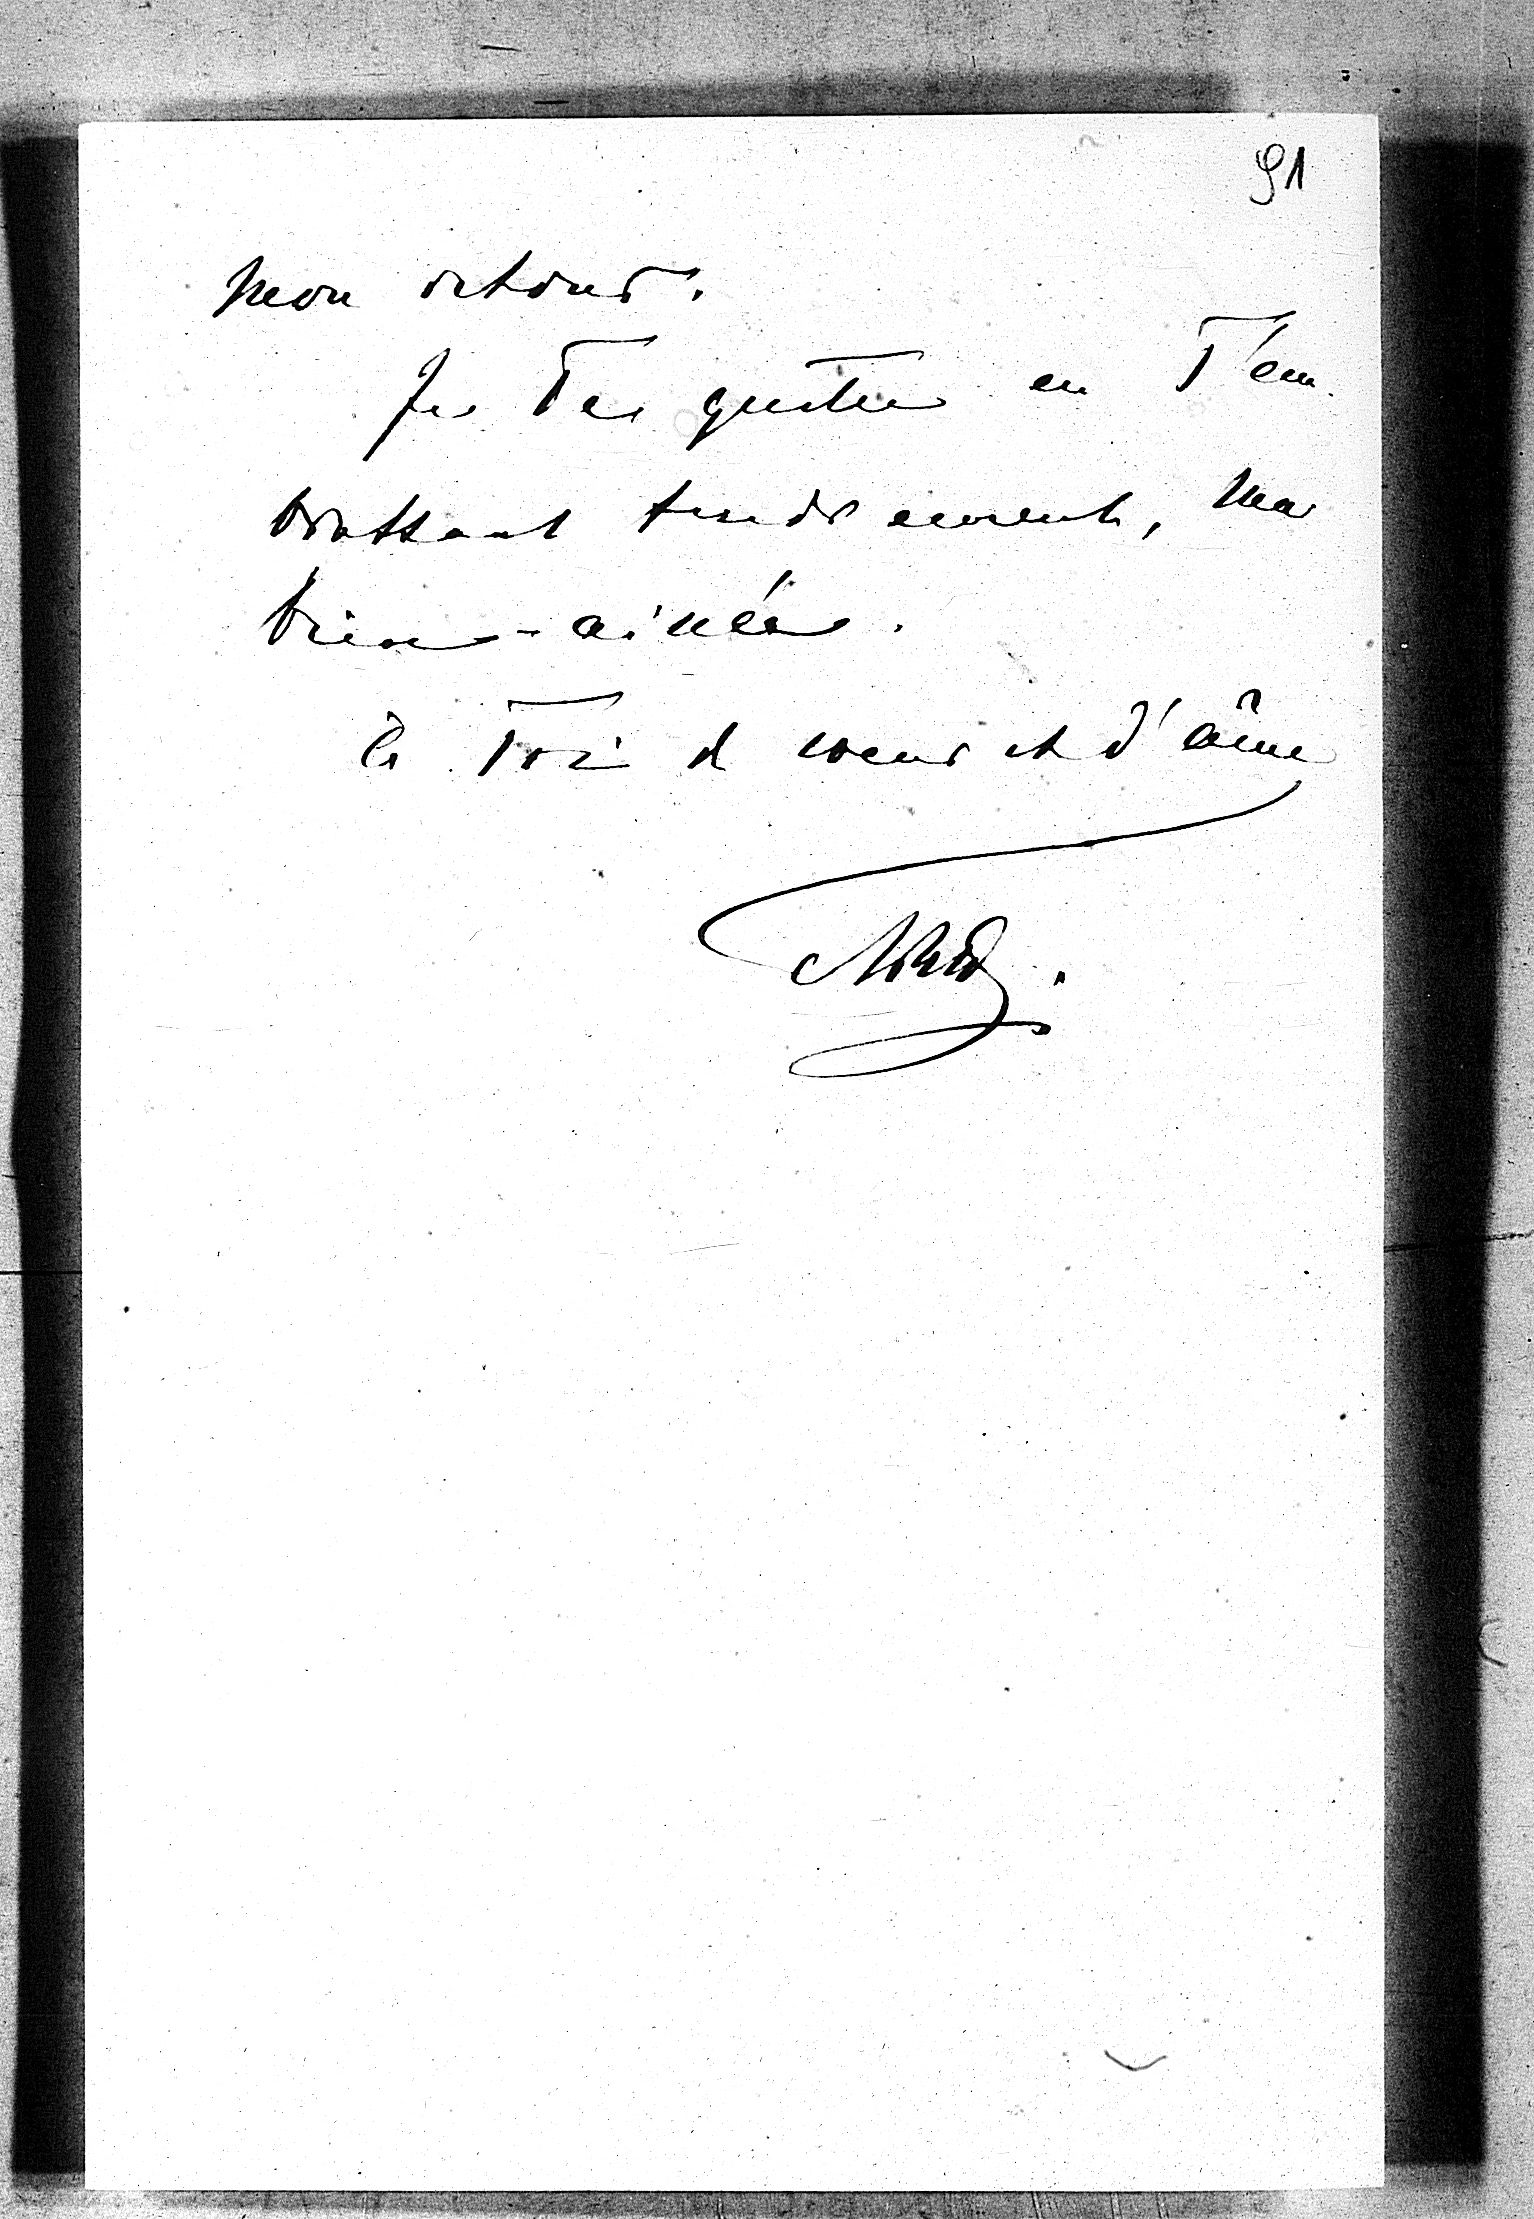 91
mon retour.
Je Te quitte en T'em-
brassant tendrement, ma
bien-aimée.
à Toi de coeur et d'âme